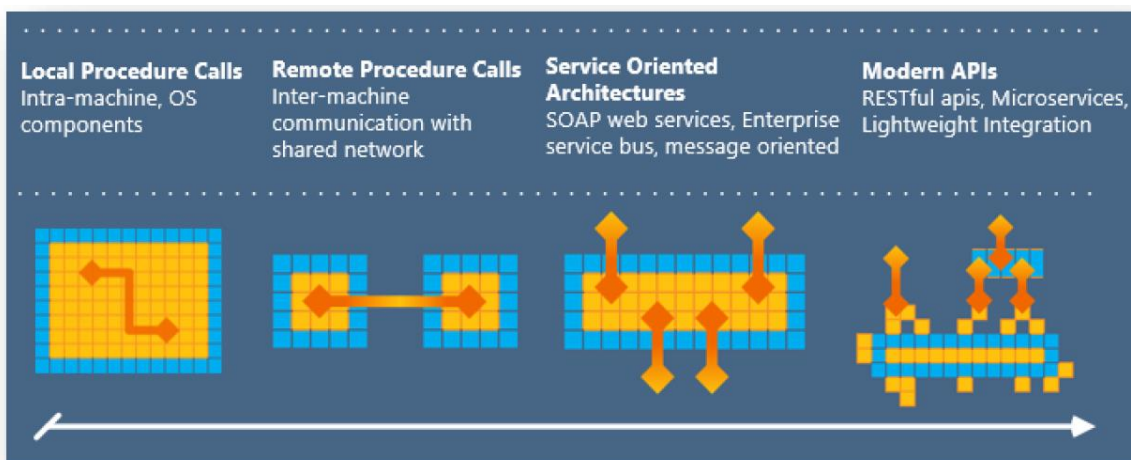 Local Procedure Calls
Intra-machine, OS
components
Remote Procedure Calls
Inter-machine
communication with
shared network
Service Oriented
Architectures
SOAP web services, Enterprise
service bus, message oriented
Modern APIs
RESTful apis, Microservices,
Lightweight Integration